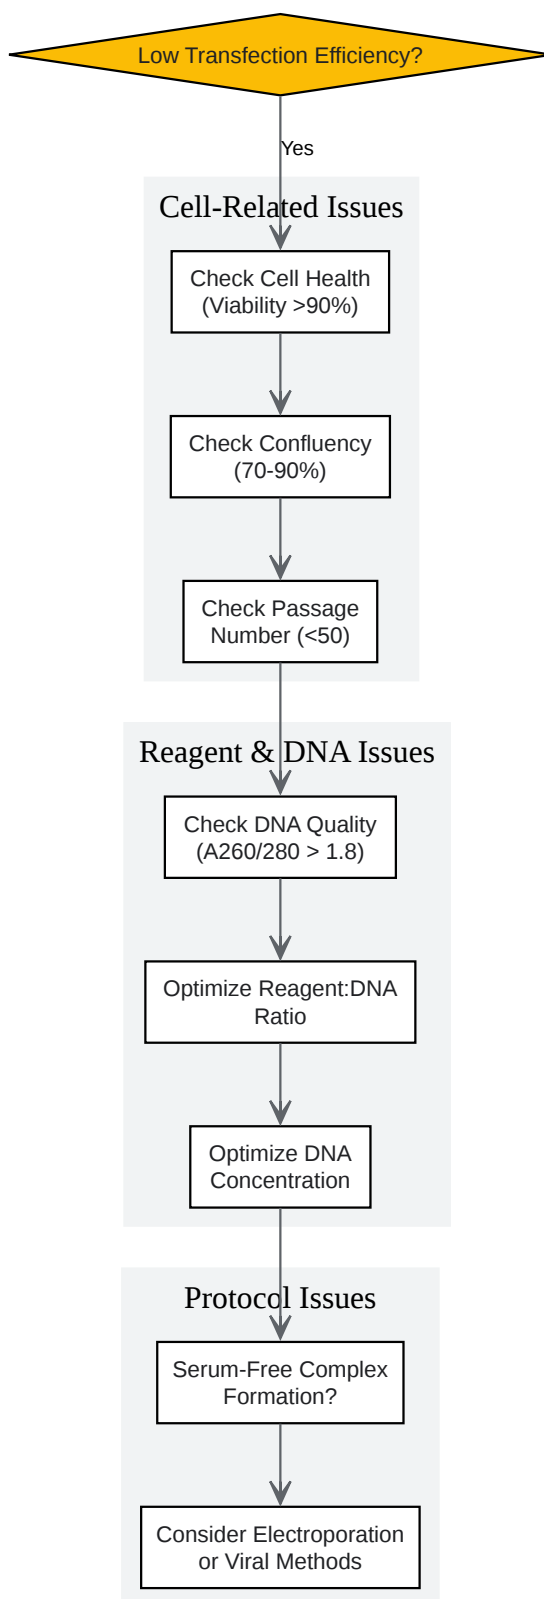 Low Transfection Efficiency?
Yes
Cell-Related Issues
Check Cell Health
(Viability >90%)
Check Confluency
(70-90%)
Check Passage
Number (<50)
Reagent & DNA Issues
Check DNA Quality
(A260/280 > 1.8)
Optimize Reagent:DNA
Ratio
Optimize DNA
Concentration
Protocol Issues
Serum-Free Complex
Formation?
Consider Electroporation
or Viral Methods